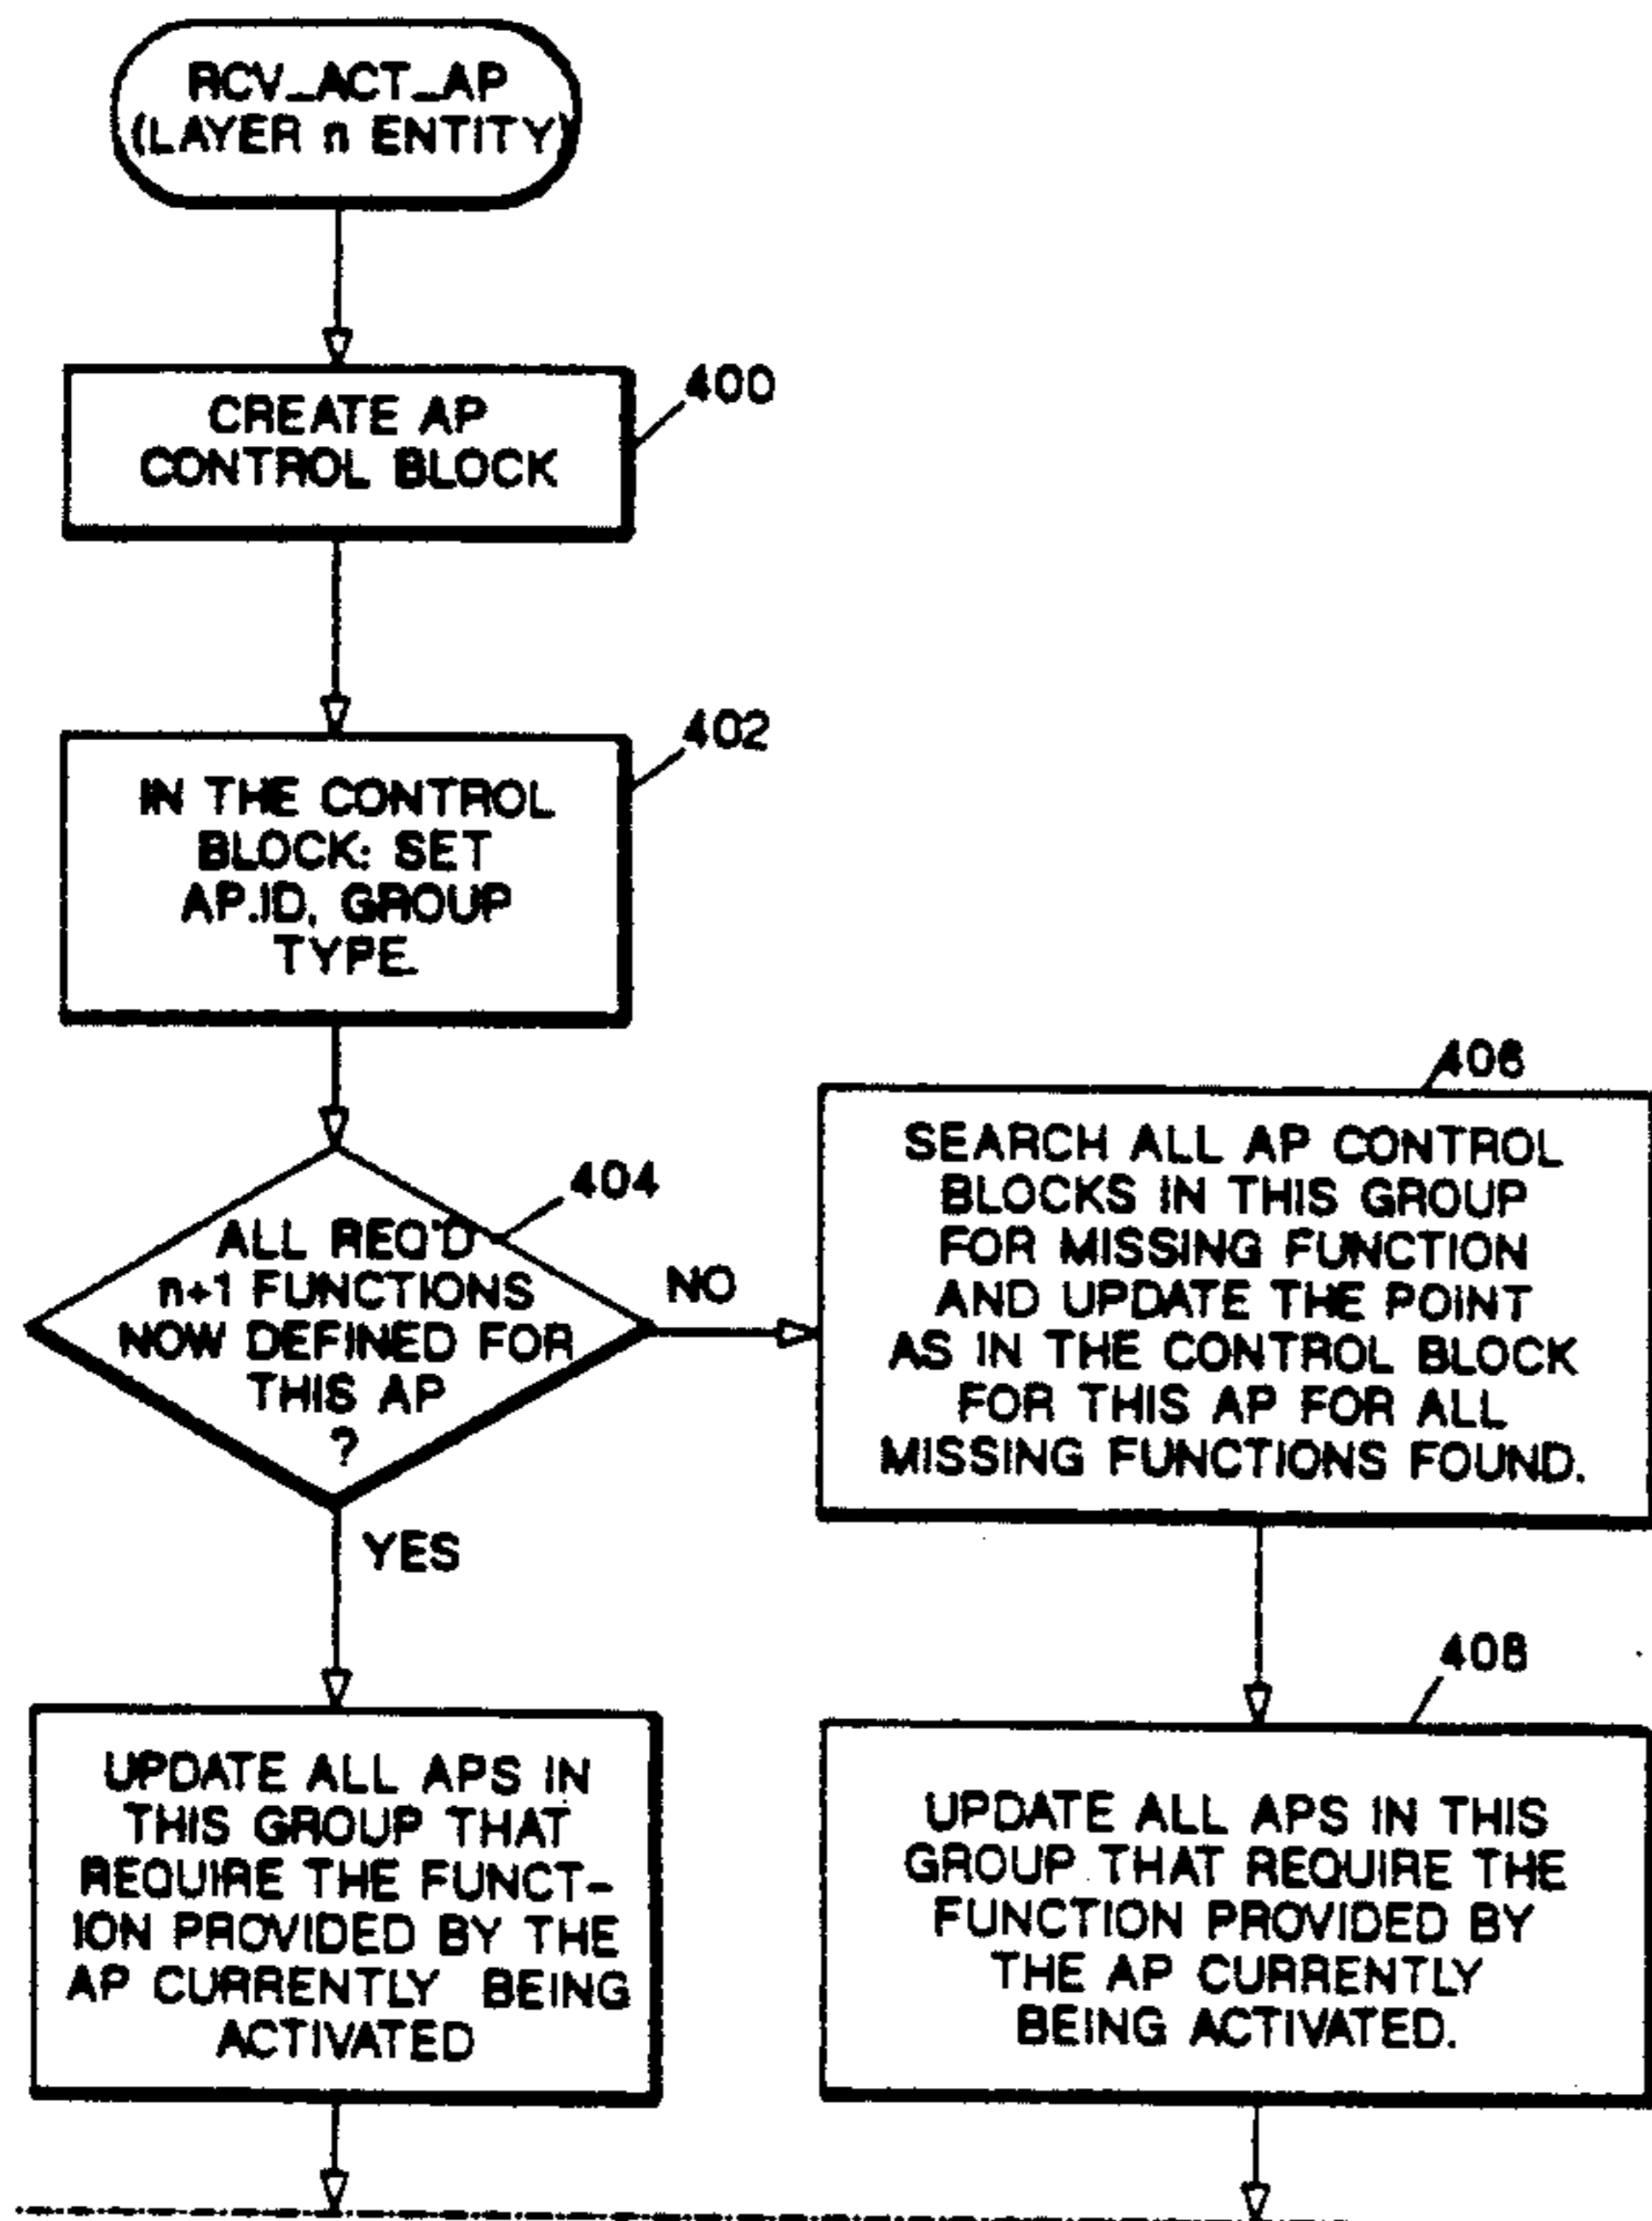 RCV_ACT_AP
(LAYER n ENTITY)
400
CREATE AP
CONTROL BLOCK
402
IN THE CONTROL
BLOCK: SET
AP.ID, GROUP
TYPE.
404
ALL REQ'D
n+1 FUNCTIONS
NOW DEFINED FOR
THIS AP
?
NO
YES
406
SEARCH ALL AP CONTROL
BLOCKS IN THIS GROUP
FOR MISSING FUNCTION
AND UPDATE THE POINT
AS IN THE CONTROL BLOCK
FOR THIS AP FOR ALL
MISSING FUNCTIONS FOUND.
UPDATE ALL APS IN
THIS GROUP THAT
REQUIRE THE FUNCT-
ION PROVIDED BY THE
AP CURRENTLY BEING
ACTIVATED
408
UPDATE ALL APS IN THIS
GROUP THAT REQUIRE THE
FUNCTION PROVIDED BY
THE AP CURRENTLY
BEING ACTIVATED.